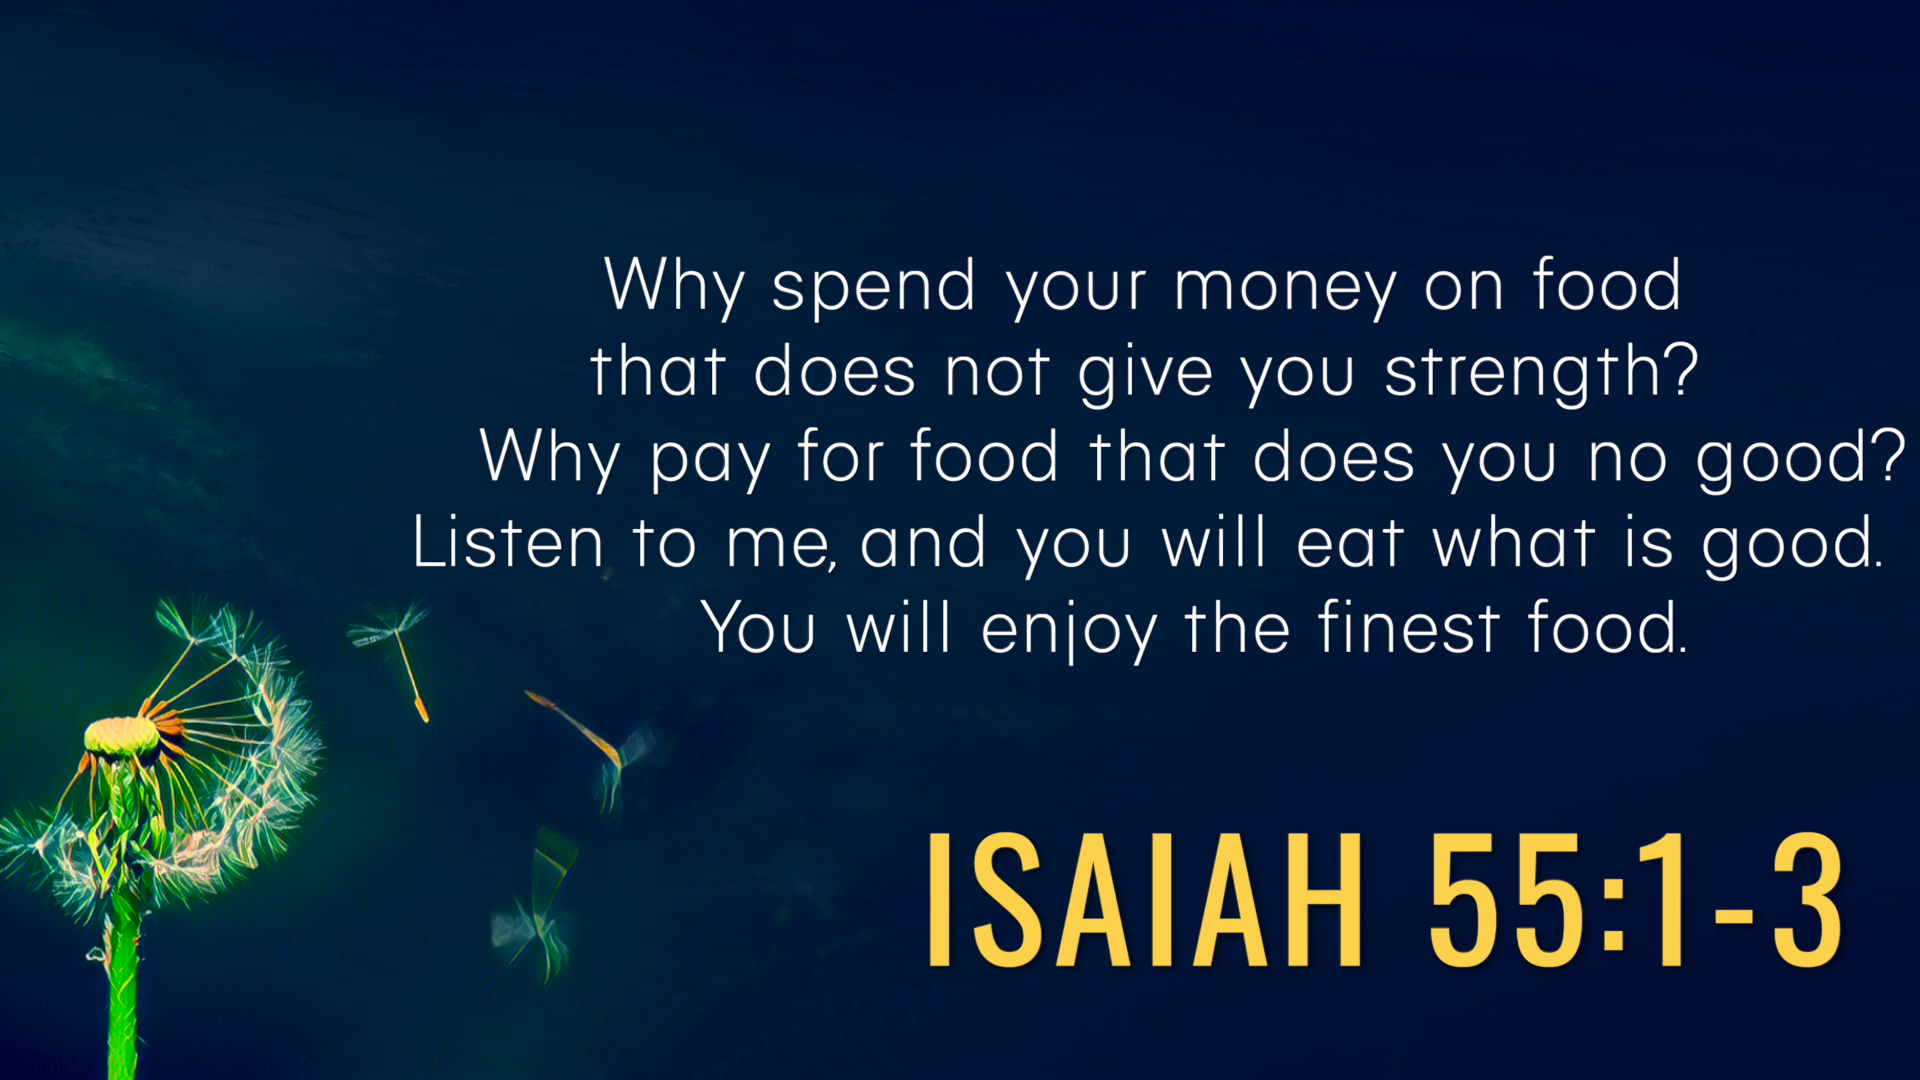 Why spend your money on food
that does not give you strength?
Why pay for food that does you no good?
Listen to me, and you will eat what is good.
You will enjoy the finest food.
ISAIAH 55:1-3